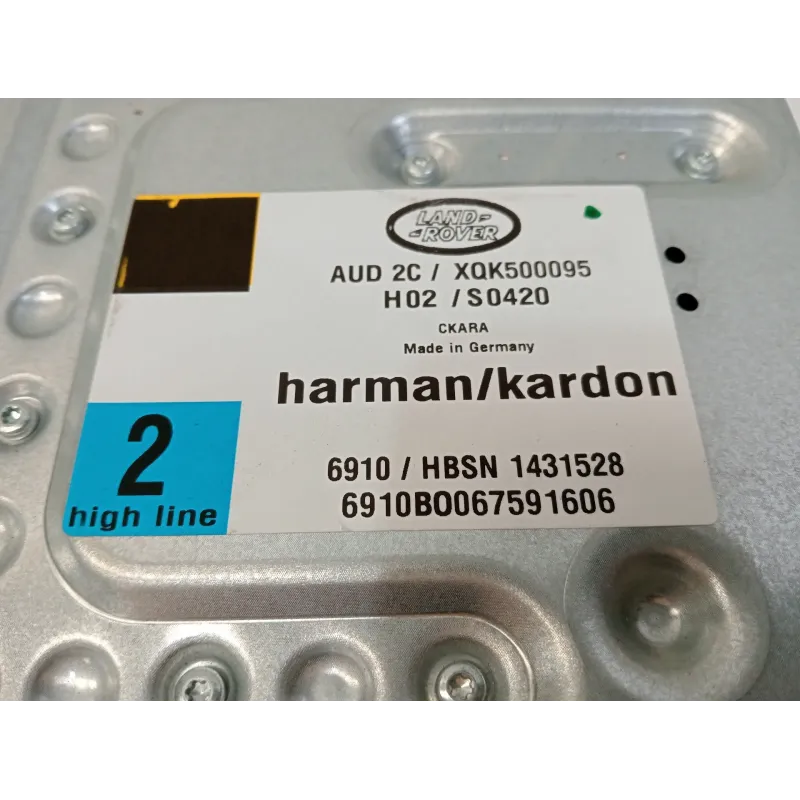 LAND-
-ROVER
AUD 2C / XQK500095
H02 / S0420
CKARA
Made in Germany
harman/kardon
2
high line
6910 / HBSN 1431528
6910BO067591606